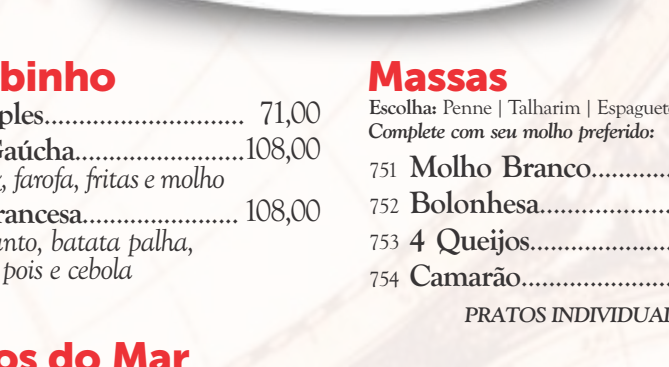 binho
ples........................... 71,00
Gaúcha.......................108,00
, farofa, fritas e molho
rancesa..................... 108,00
nto, batata palha,
pois e cebola
os do Mar
Massas
Escolha: Penne | Talharim | Espaguet
Complete com seu molho preferido:
751 Molho Branco...........
752 Bolonhesa..................
753 4 Queijos...................
754 Camarão.....................
PRATOS INDIVIDUA